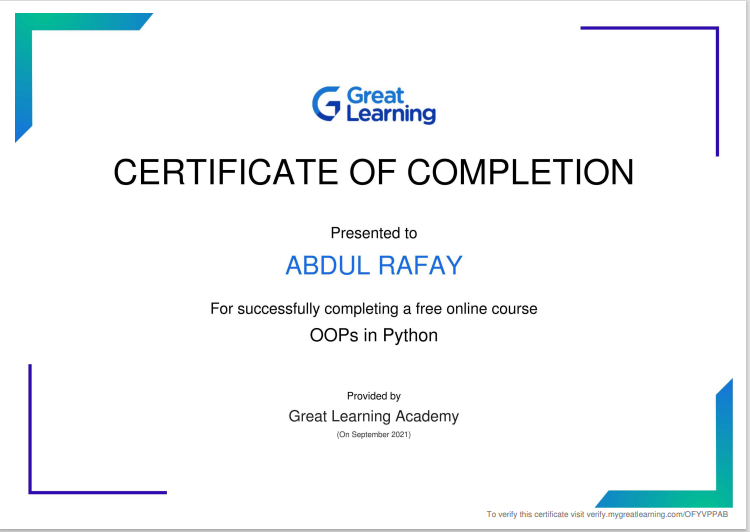 Great
Learning
CERTIFICATE OF COMPLETION
Presented to
ABDUL RAFAY
For successfully completing a free online course
OOPs in Python
Provided by
Great Learning Academy
(On September 2021)
To verify this certificate visit verify.mygreatlearning.com/OFYVPPAB